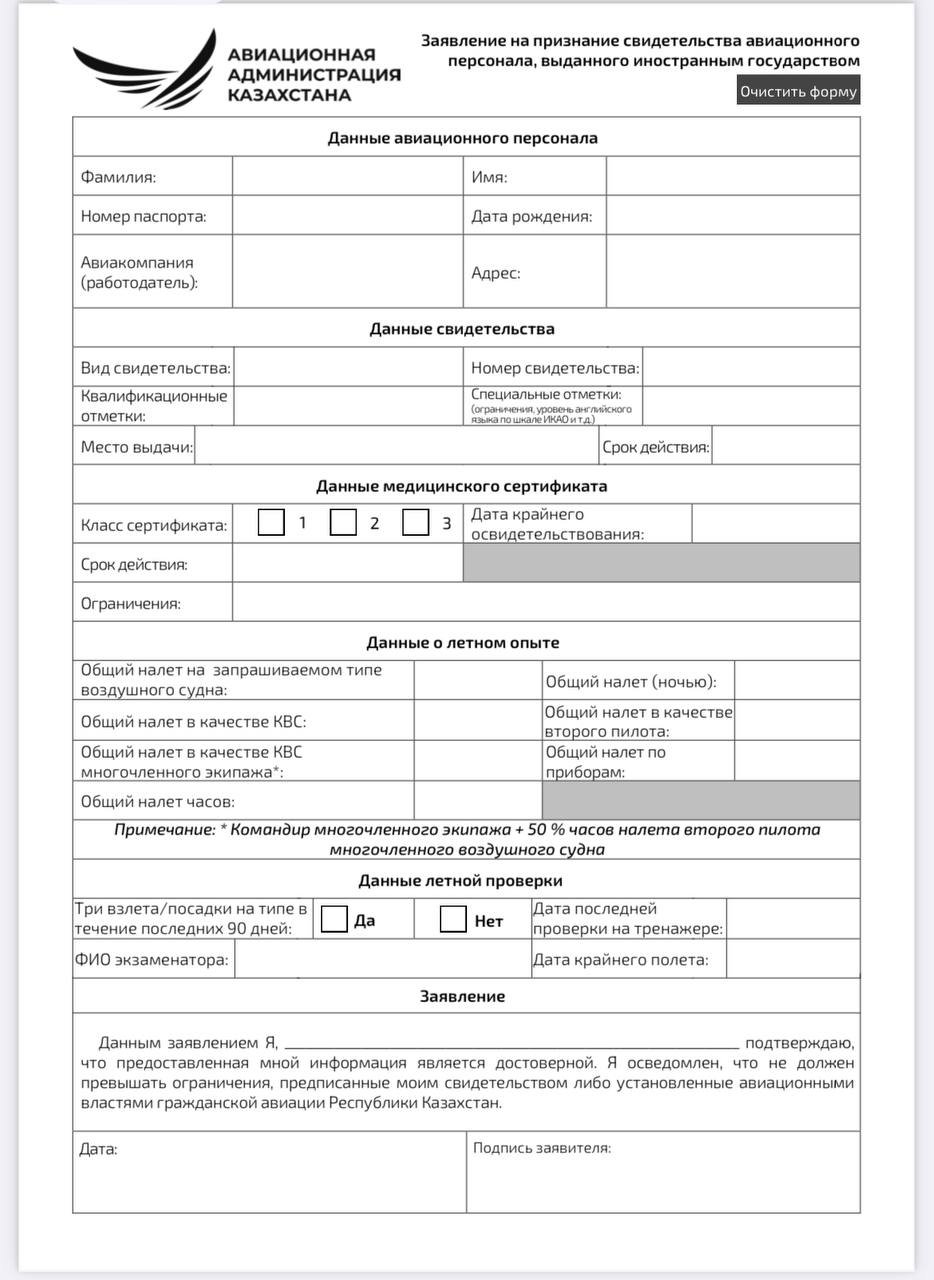 АВИАЦИОННАЯ
АДМИНИСТРАЦИЯ
КАЗАХСТАНА
Заявление на признание свидетельства авиационного
персонала, выданного иностранным государством
Очистить форму
Данные авиационного персонала
Фамилия:
Имя:
Номер паспорта:
Дата рождения:
Авиакомпания
(работодатель):
Адрес:
Данные свидетельства
Вид свидетельства:
Номер свидетельства:
Квалификационные
отметки:
Специальные отметки:
(ограничения, уровень английского
языка по шкале ИКАО и т.д.)
Место выдачи:
Срок действия:
Данные медицинского сертификата
Класс сертификата:
1 2 3
Дата крайнего
освидетельствования:
Срок действия:
Ограничения:
Данные о летном опыте
Общий налет на запрашиваемом типе
воздушного судна:
Общий налет (ночью):
Общий налет в качестве КВС:
Общий налет в качестве
второго пилота:
Общий налет в качестве КВС
многочленного экипажа*:
Общий налет по
приборам:
Общий налет часов:
Примечание: * Командир многочленного экипажа + 50 % часов налета второго пилота
многочленного воздушного судна
Данные летной проверки
Три взлета/посадки на типе в
течение последних 90 дней:
Да
Нет
Дата последней
проверки на тренажере:
ФИО экзаменатора:
Дата крайнего полета:
Заявление
Данным заявлением Я, ______________________________ подтверждаю,
что предоставленная мной информация является достоверной. Я осведомлен, что не должен
превышать ограничения, предписанные моим свидетельством либо установленные авиационными
властями гражданской авиации Республики Казахстан.
Дата:
Подпись заявителя: